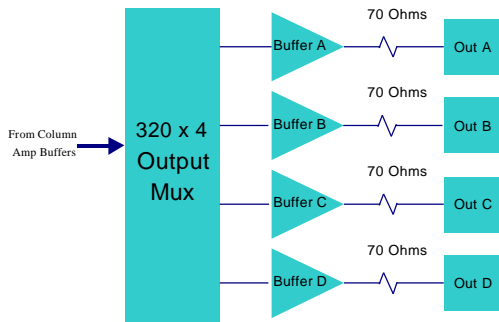 70 Ohms
Buffer A
Out A
70 Ohms
Buffer B
Out B
From Column
Amp Buffers
320 x 4
Output
Mux
70 Ohms
Buffer C
Out C
70 Ohms
Buffer D
Out D